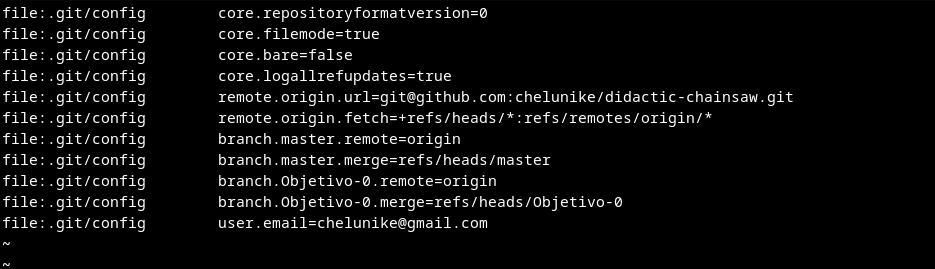 file:.git/config        core.repositoryformatversion=0
file:.git/config        core.filemode=true
file:.git/config        core.bare=false
file:.git/config        core.logallrefupdates=true
file:.git/config        remote.origin.url=git@github.com:chelunike/didactic-chainsaw.git
file:.git/config        remote.origin.fetch=+refs/heads/*:refs/remotes/origin/*
file:.git/config        branch.master.remote=origin
file:.git/config        branch.master.merge=refs/heads/master
file:.git/config        branch.Objetivo-0.remote=origin
file:.git/config        branch.Objetivo-0.merge=refs/heads/Objetivo-0
file:.git/config        user.email=chelunike@gmail.com
~
~